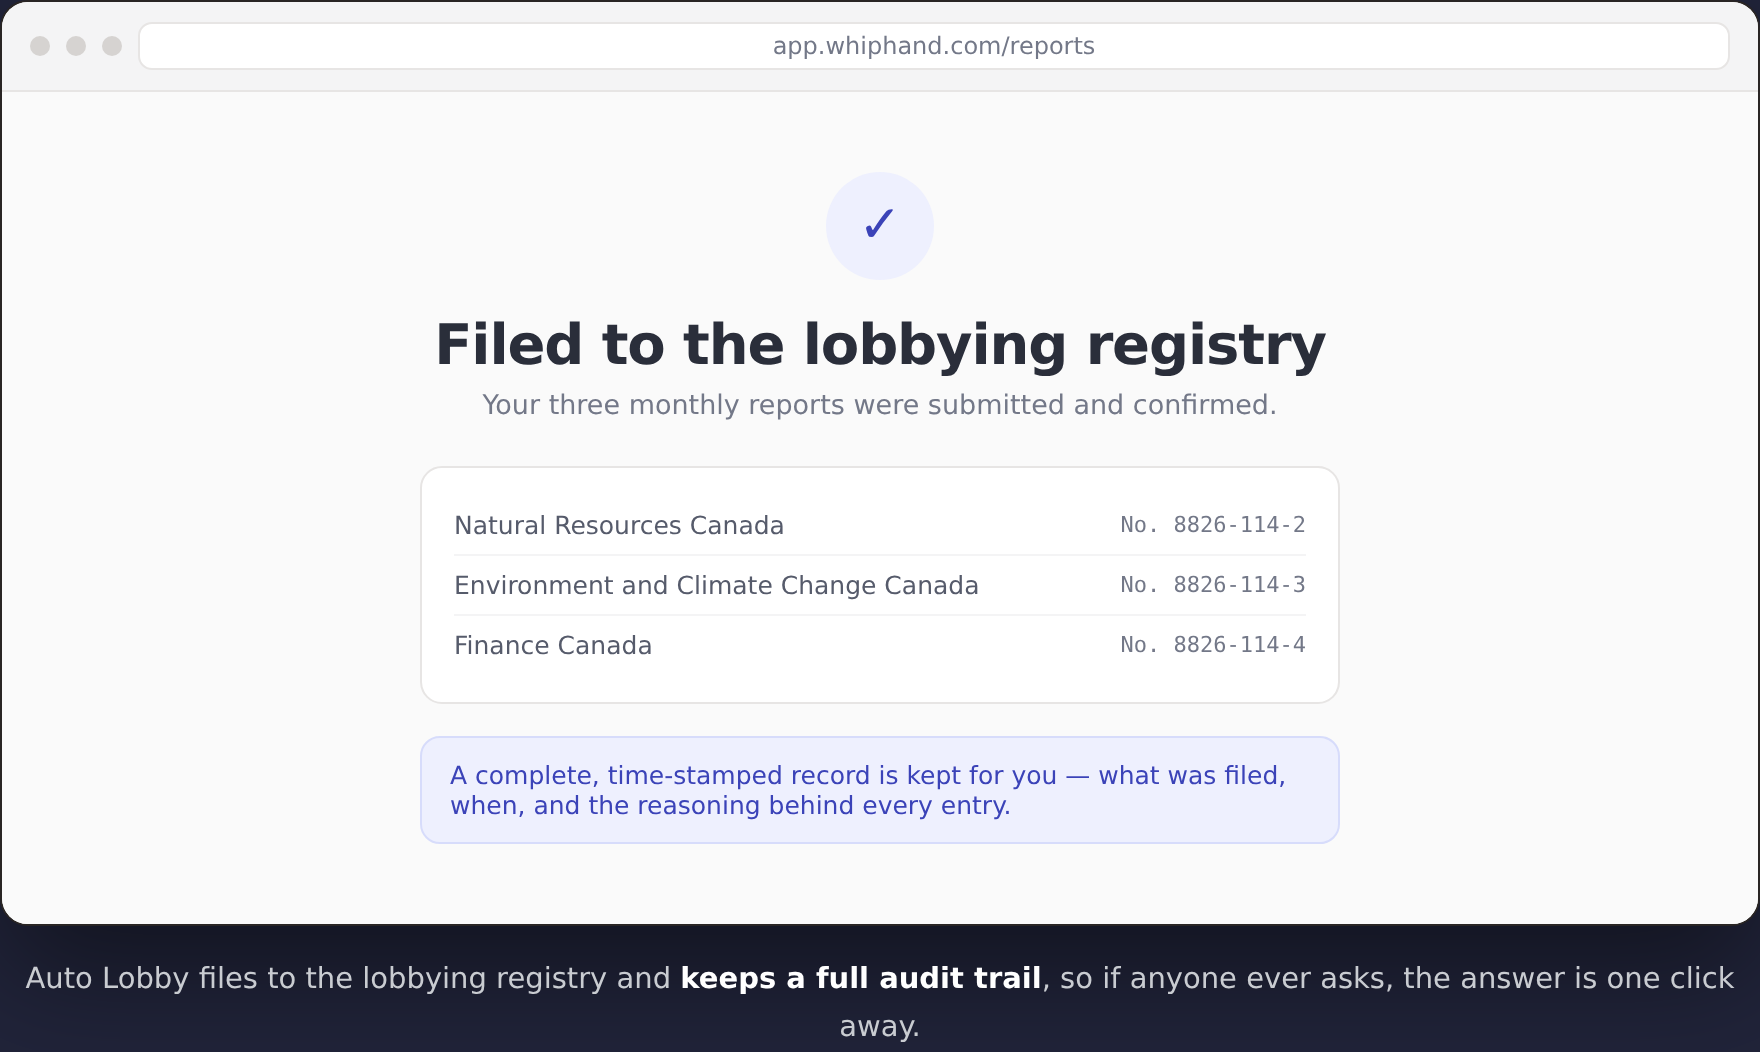 app.whiphand.com/reports
✓
Filed to the lobbying registry
Your three monthly reports were submitted and confirmed.
Natural Resources Canada No. 8826-114-2
Environment and Climate Change Canada No. 8826-114-3
Finance Canada No. 8826-114-4
A complete, time-stamped record is kept for you — what was filed,
when, and the reasoning behind every entry.
Auto Lobby files to the lobbying registry and keeps a full audit trail, so if anyone ever asks, the answer is one click
away.